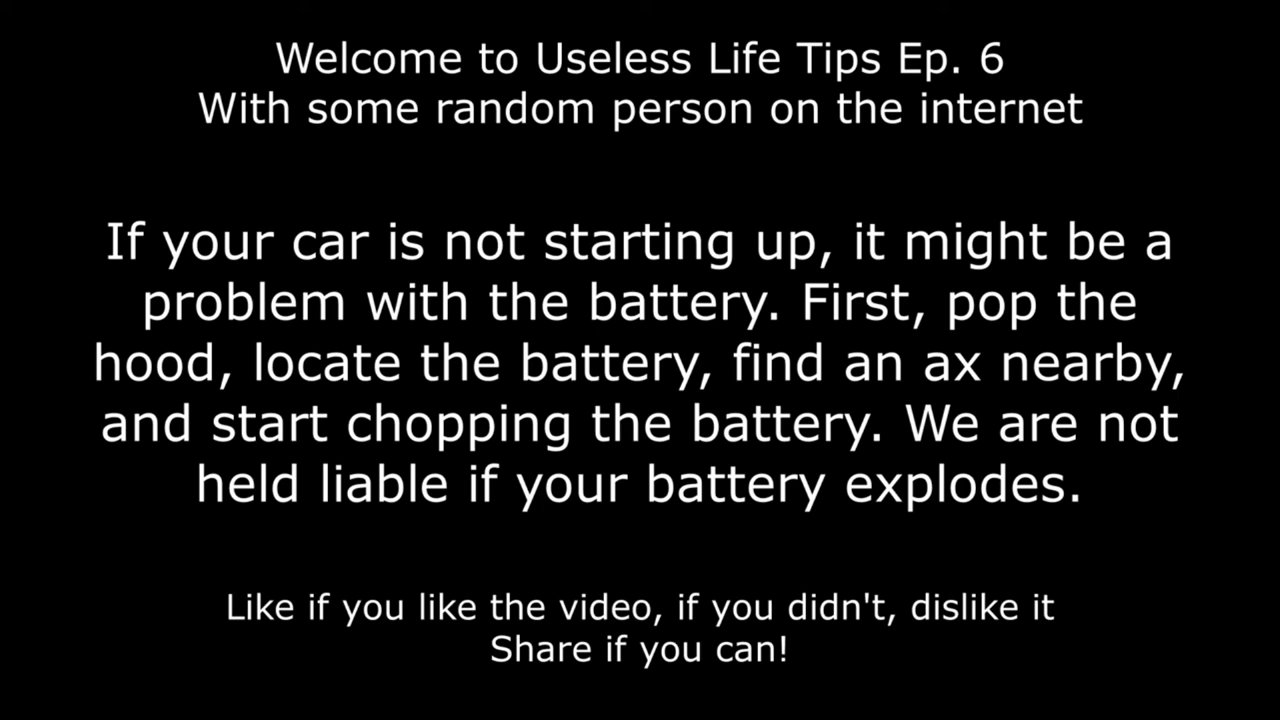 Welcome to Useless Life Tips Ep. 6
With some random person on the internet
If your car is not starting up, it might be a
problem with the battery. First, pop the
hood, locate the battery, find an ax nearby,
and start chopping the battery. We are not
held liable if your battery explodes.
Like if you like the video, if you didn't, dislike it
Share if you can!